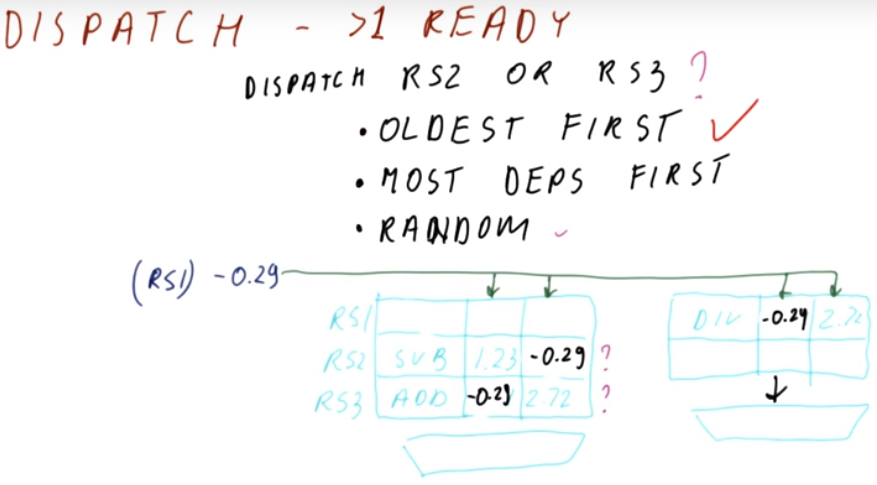 DISPATCH - >1 READY
DISPATCH RS2 OR RS3 ?
• OLDEST FIRST ✓
• MOST DEPS FIRST
• RANDOM
(RS1) -0.29
RS1
DIV -0.29 2.72
RS2 SUB 1.23 -0.29 ?
RS3 ADD -0.29 2.72 ?